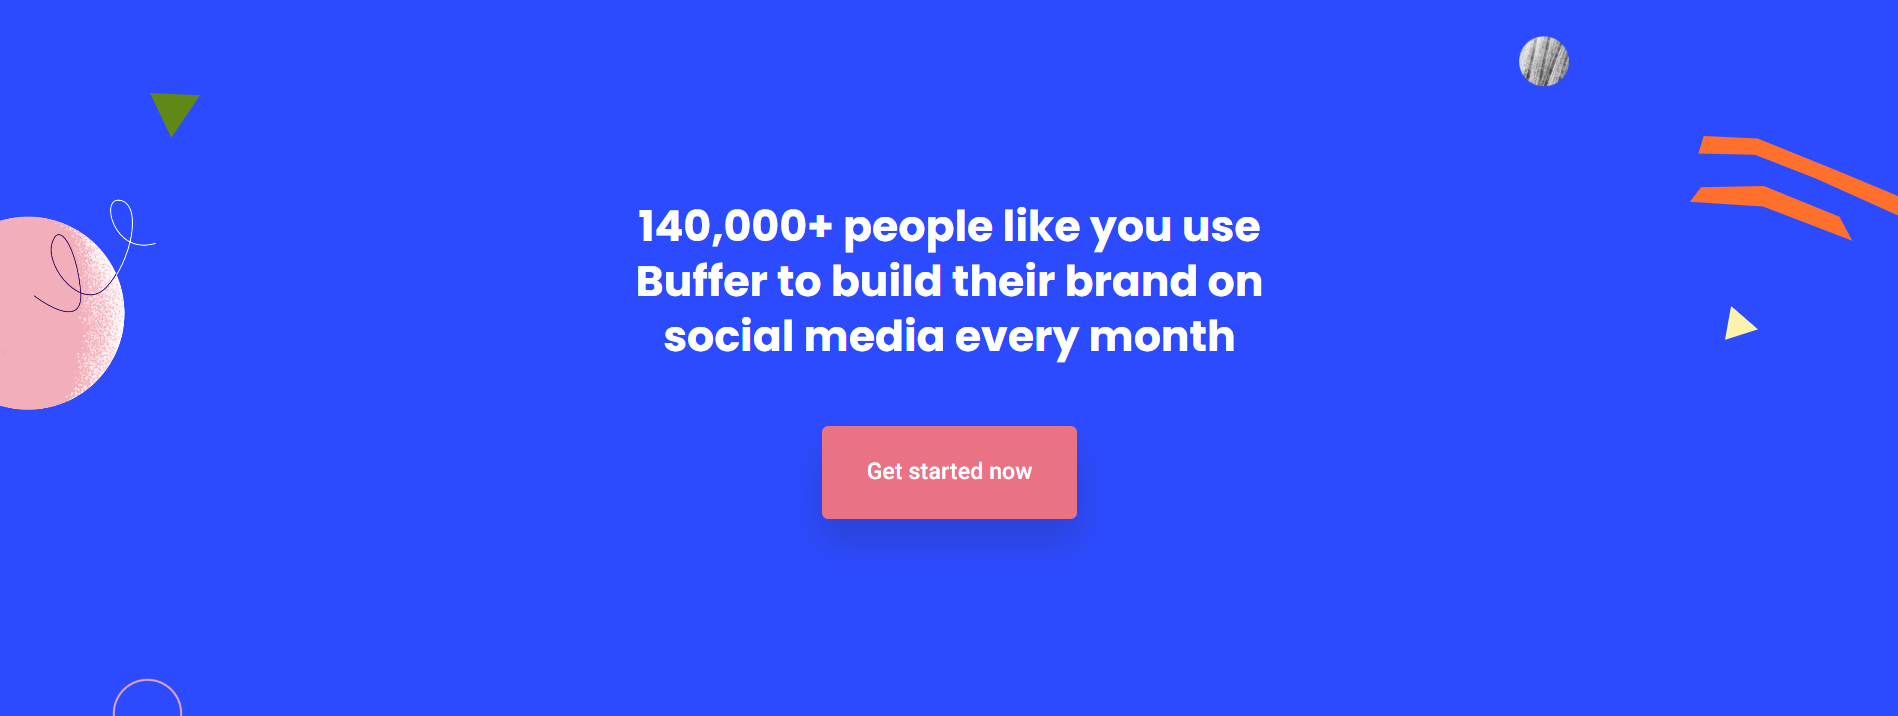 140,000+ people like you use
Buffer to build their brand on
social media every month
Get started now